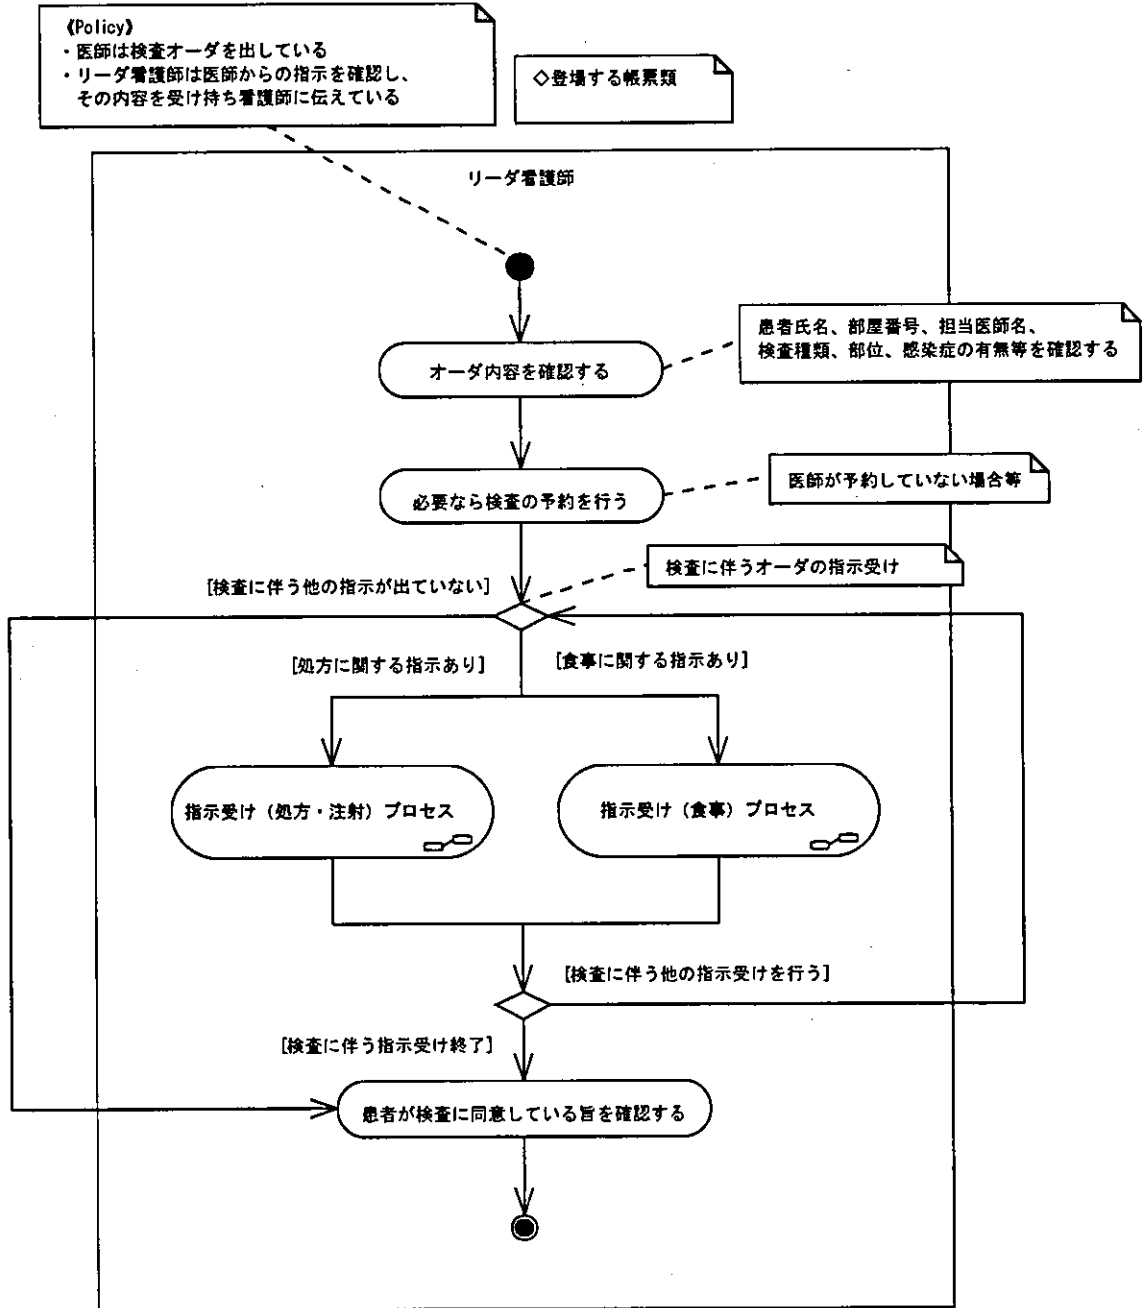 《Policy》
・医師は検査オーダを出している
・リーダ看護師は医師からの指示を確認し、
その内容を受け持ち看護師に伝えている
◇登場する帳票類
リーダ看護師
オーダ内容を確認する
患者氏名、部屋番号、担当医師名、
検査種類、部位、感染症の有無等を確認する
必要なら検査の予約を行う
医師が予約していない場合等
検査に伴うオーダの指示受け
[検査に伴う他の指示が出ていない]
[処方に関する指示あり]
[食事に関する指示あり]
指示受け（処方・注射）プロセス
指示受け（食事）プロセス
[検査に伴う他の指示受けを行う]
[検査に伴う指示受け終了]
患者が検査に同意している旨を確認する